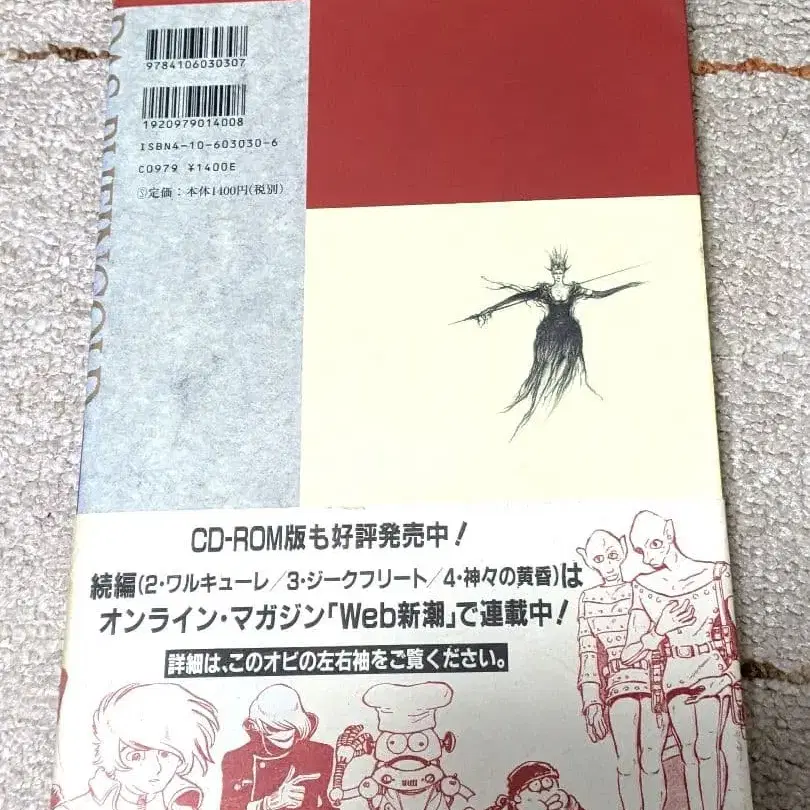 9784106030307
1920979014008
ISBN4-10-603030-6
C0979 ¥1400E
Ⓢ定価:本体1400円(税別)
DAS RHEINGOLD
CD-ROM版も好評発売中!
続編(2・ワルキューレ/3・ジークフリート/4・神々の黄昏)は
オンライン・マガジン「Web新潮」で連載中!
詳細は、このオビの左右袖をご覧ください。